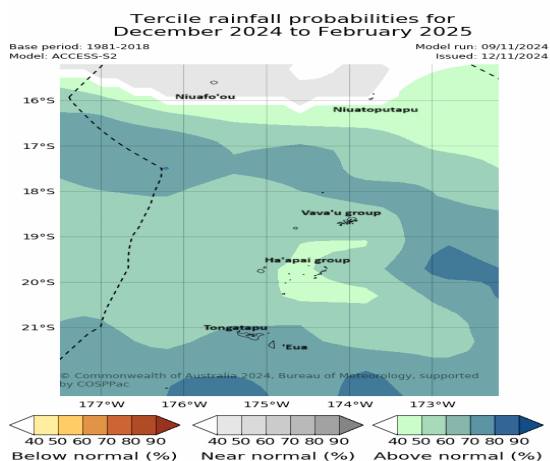 Tercile rainfall probabilities for
December 2024 to February 2025
Base period: 1981-2018
Model: ACCESS-S2
Model run: 09/11/2024
Issued: 12/11/2024
16°S
17°S
18°S
19°S
20°S
21°S
Niuafo'ou
Niuatoputapu
Vava'u group
Ha'apai group
Tongatapu
'Eua
© Commonwealth of Australia 2024, Bureau of Meteorology, supported
by COSPPac
177°W 176°W 175°W 174°W 173°W
40 50 60 70 80 90 40 50 60 70 80 90 40 50 60 70 80 90
Below normal (%) Near normal (%) Above normal (%)